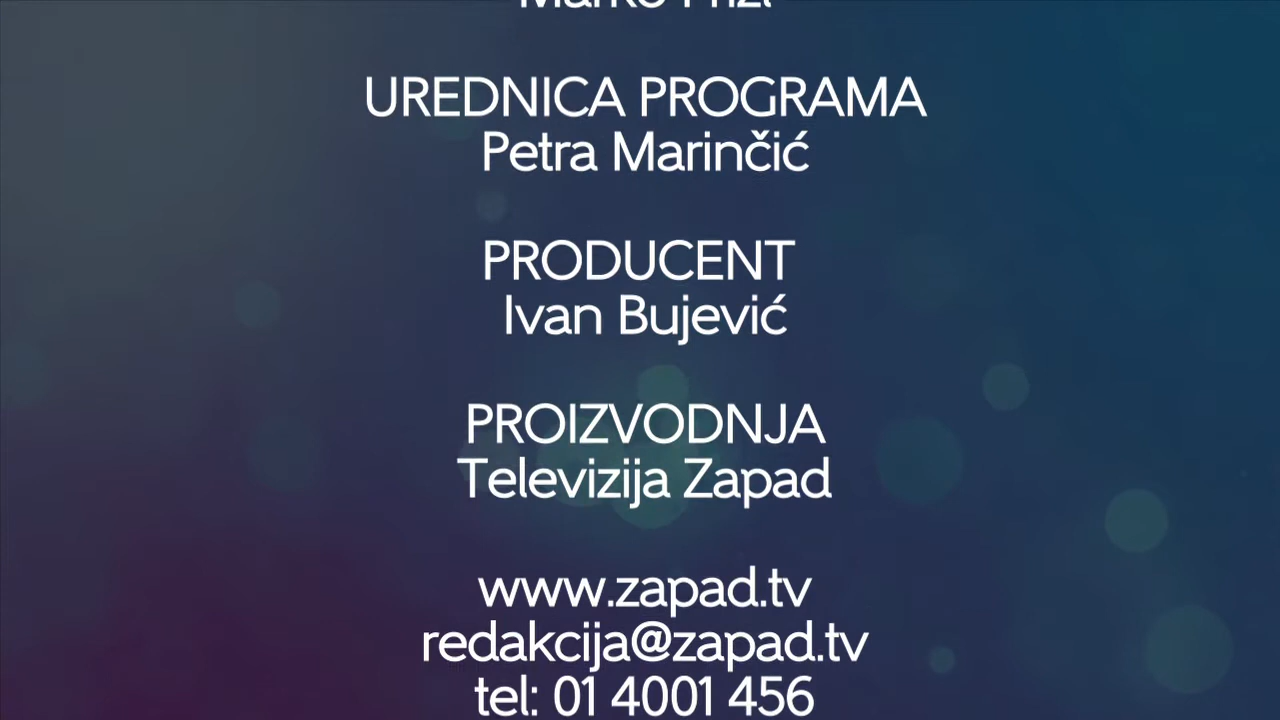 UREDNICA PROGRAMA
Petra Marinčić
PRODUCENT
Ivan Bujević
PROIZVODNJA
Televizija Zapad
www.zapad.tv
redakcija@zapad.tv
tel: 01 4001 456